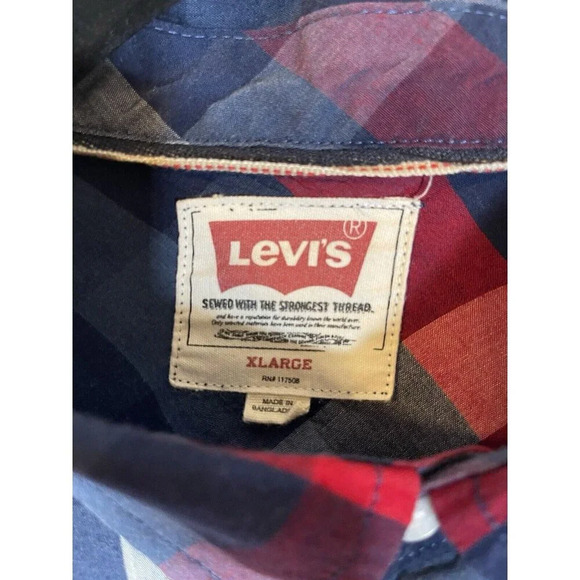 LEVI'S ®
SEWED WITH THE STRONGEST THREAD
and have a reputation for durability known the world over.
Only selected materials have been used in their manufacture.
XLARGE
RN# 117508
MADE IN
BANGLAD